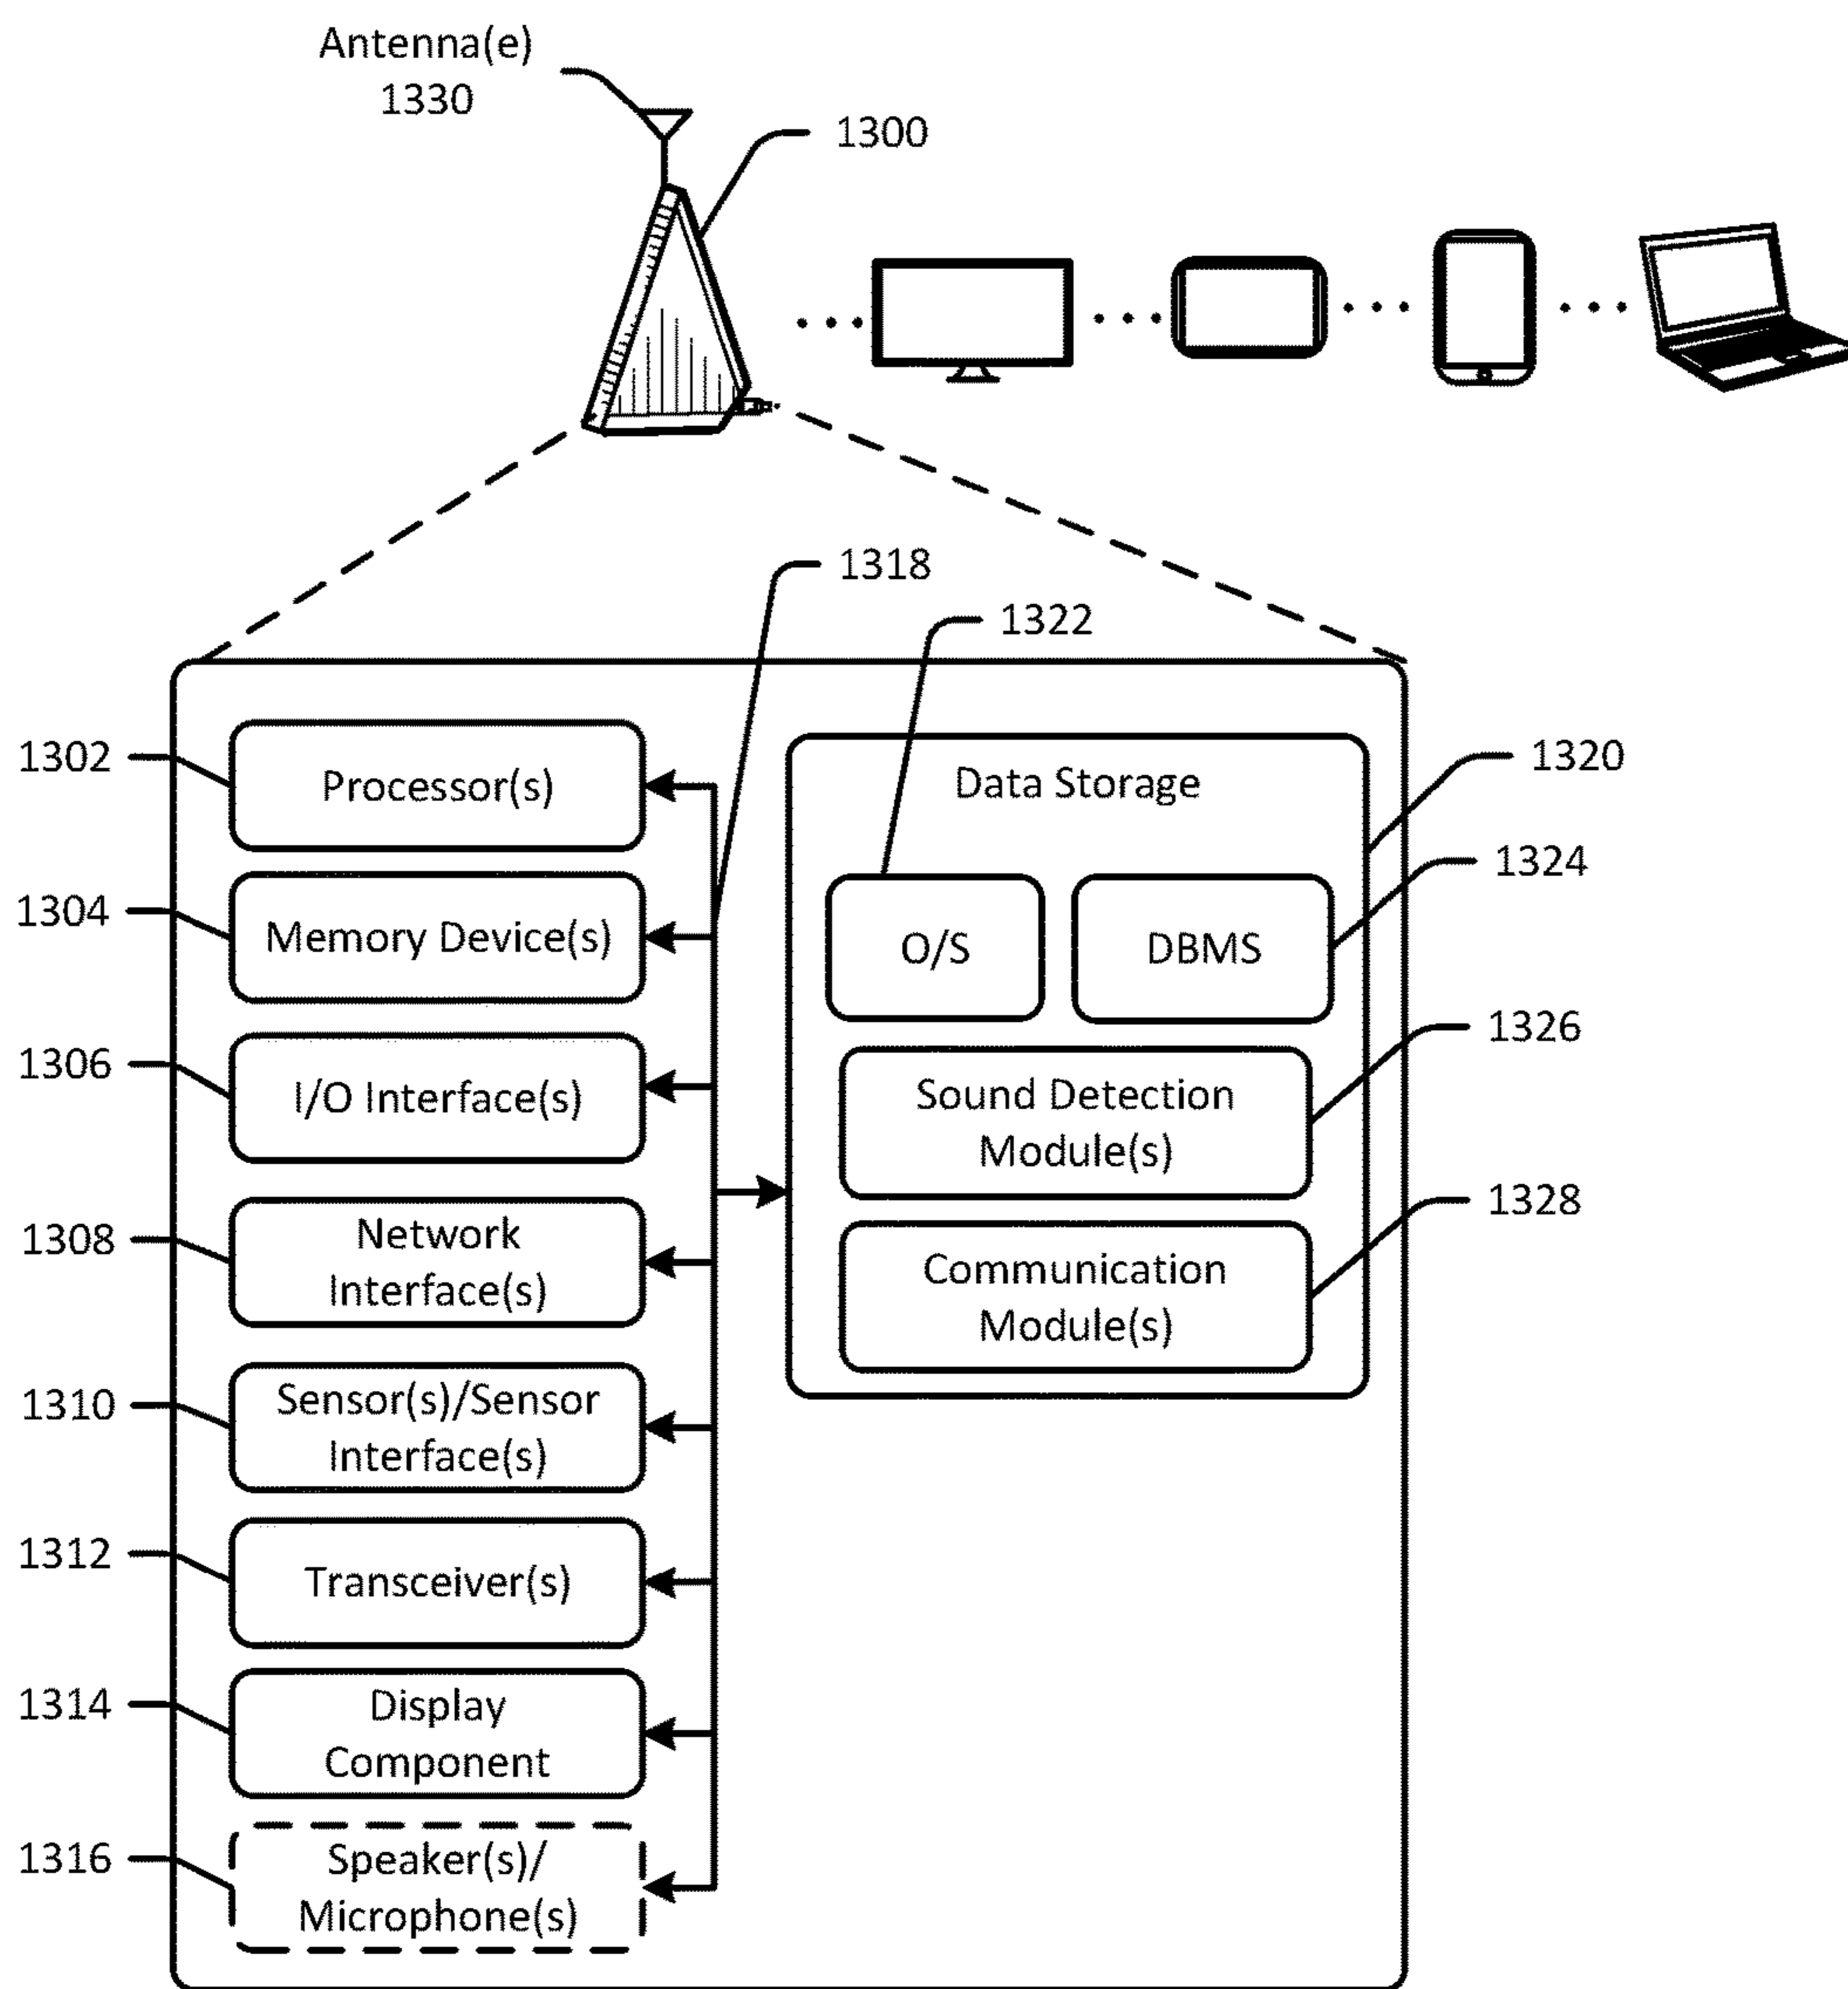 Antenna(e)
1330
1300
1318
1322
1302
Processor(s)
Data Storage
1320
1304
Memory Device(s)
O/S
DBMS
1324
1306
I/O Interface(s)
Sound Detection
Module(s)
1326
1308
Network
Interface(s)
Communication
Module(s)
1328
1310
Sensor(s)/Sensor
Interface(s)
1312
Transceiver(s)
1314
Display
Component
1316
Speaker(s)/
Microphone(s)